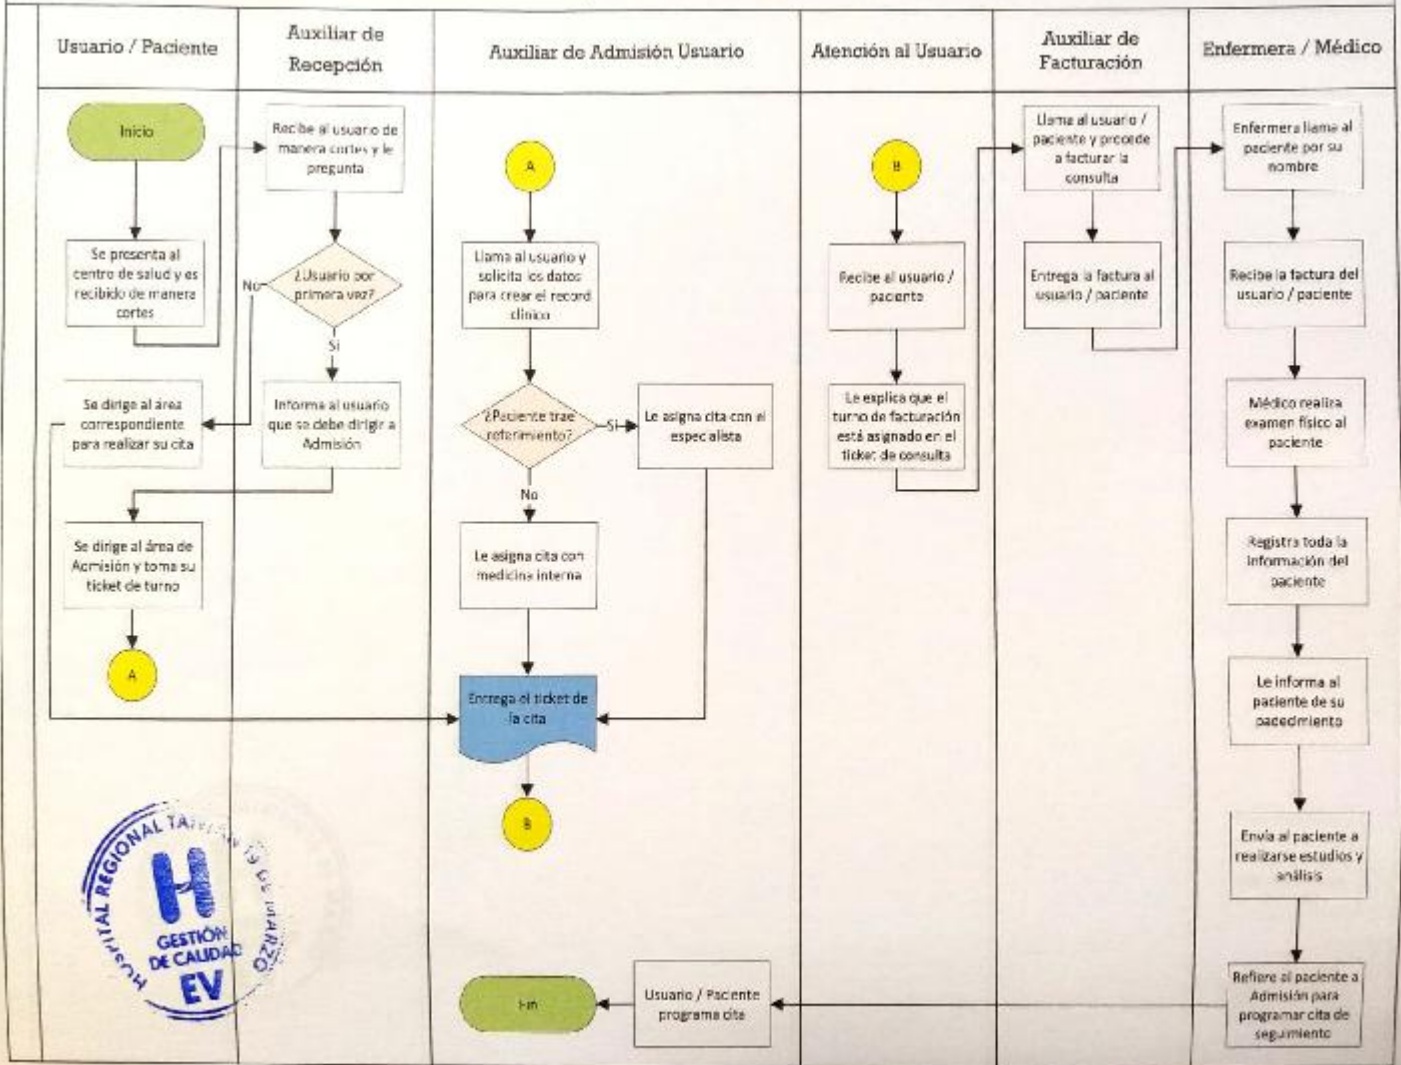 Usuario / Paciente
Auxiliar de
Recepción
Auxiliar de Admisión Usuario
Atención al Usuario
Auxiliar de
Facturación
Enfermera / Médico
Inicio
Se presenta al
centro de salud y es
recibido de manera
cortes
Recibe al usuario de
manera cortes y le
pregunta
¿Usuario por
primera vez?
No
Si
Se dirige al área
correspondiente
para realizar su cita
Informa al usuario
que se debe dirigir a
Admisión
Se dirige al área de
Admisión y toma su
ticket de turno
A
A
Llama al usuario y
solicita los datos
para crear el record
clínico
¿Paciente trae
referimiento?
Si
Le asigna cita con el
especialista
No
Le asigna cita con
medicina interna
Entrega el ticket de
la cita
B
B
Recibe al usuario /
paciente
Le explica que el
turno de facturación
está asignado en el
ticket de consulta
Llama al usuario /
paciente y procede
a facturar la
consulta
Entrega la factura al
usuario / paciente
Enfermera llama al
paciente por su
nombre
Recibe la factura del
usuario / paciente
Médico realiza
examen físico al
paciente
Registra toda la
información del
paciente
Le informa al
paciente de su
padecimiento
Envía al paciente a
realizarse estudios y
análisis
Refiere al paciente a
Admisión para
programar cita de
seguimiento
Usuario / Paciente
programa cita
Fin
HOSPITAL REGIONAL 19 DE MARZO
H
GESTIÓN
DE CALIDAD
EV